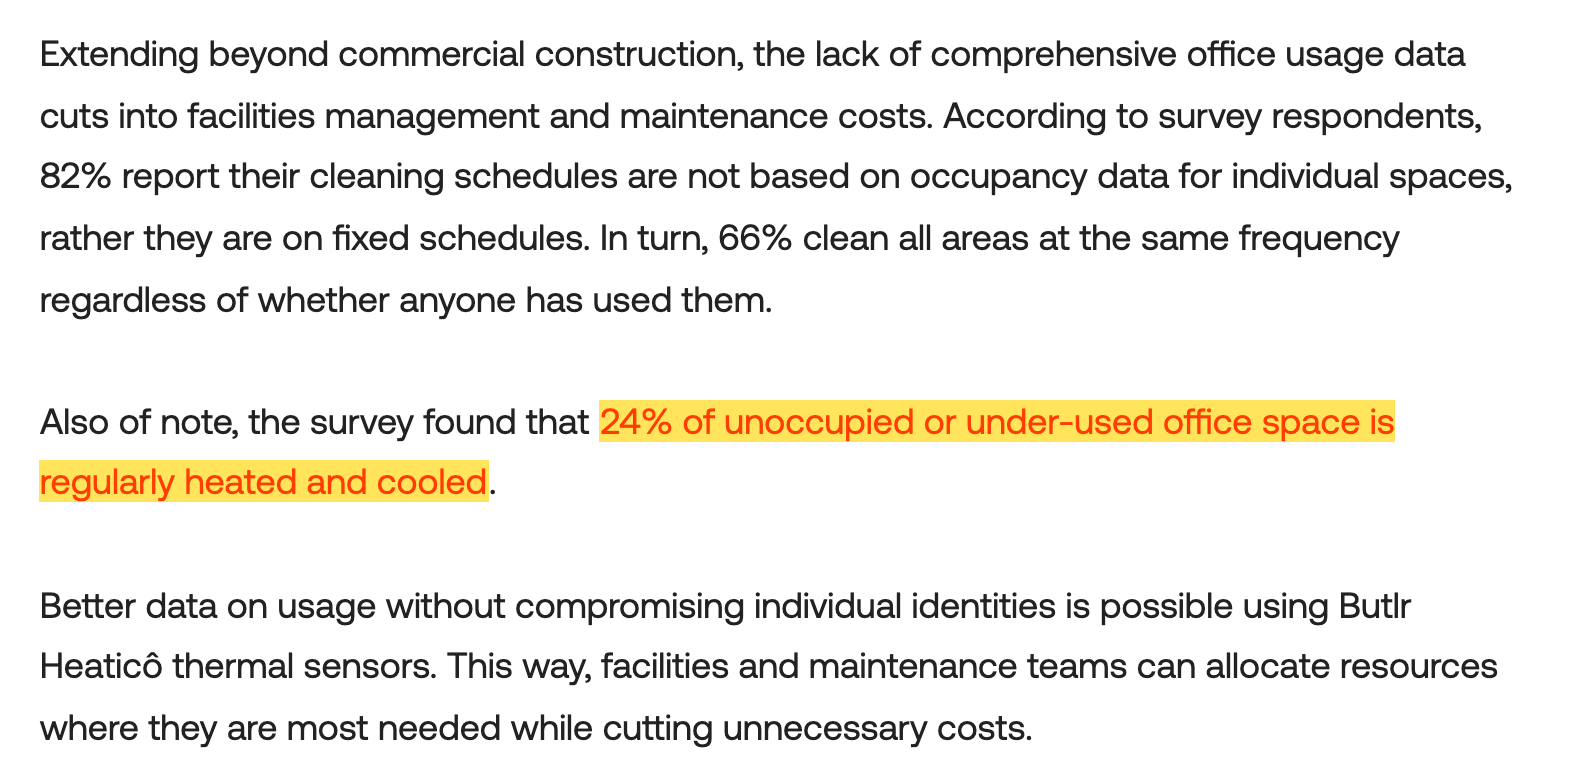 Extending beyond commercial construction, the lack of comprehensive office usage data
cuts into facilities management and maintenance costs. According to survey respondents,
82% report their cleaning schedules are not based on occupancy data for individual spaces,
rather they are on fixed schedules. In turn, 66% clean all areas at the same frequency
regardless of whether anyone has used them.
Also of note, the survey found that 24% of unoccupied or under-used office space is
regularly heated and cooled.
Better data on usage without compromising individual identities is possible using Butlr
Heaticô thermal sensors. This way, facilities and maintenance teams can allocate resources
where they are most needed while cutting unnecessary costs.